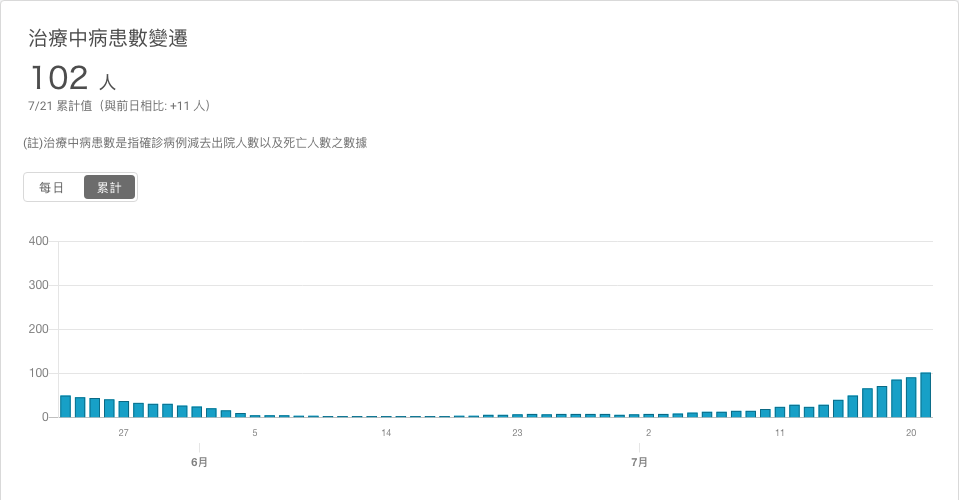 治療中病患數變遷
102 人
7/21 累計值（與前日相比: +11 人）
(註)治療中病患數是指確診病例減去出院人數以及死亡人數之數據
每日 累計
400
300
200
100
0
27 5 14 23 2 11 20
6月 7月